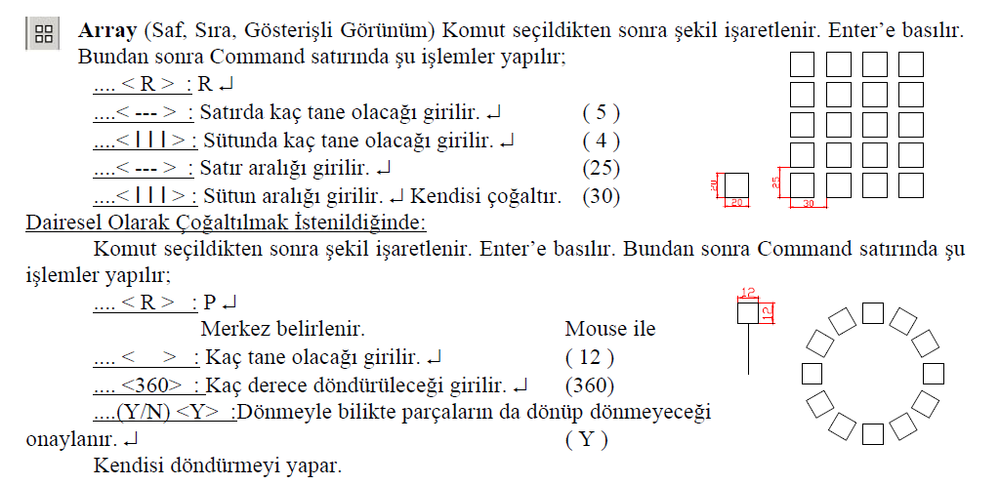 Array (Saf, Sıra, Gösterişli Görünüm) Komut seçildikten sonra şekil işaretlenir. Enter’e basılır.
Bundan sonra Command satırında şu işlemler yapılır;
.... < R > : R ↵
....< --- > : Satırda kaç tane olacağı girilir. ↵ ( 5 )
....< l l l > : Sütunda kaç tane olacağı girilir. ↵ ( 4 )
....< --- > : Satır aralığı girilir. ↵ (25)
....< l l l > : Sütun aralığı girilir. ↵ Kendisi çoğaltır. (30)
20
20
25
30
Dairesel Olarak Çoğaltılmak İstenildiğinde:
Komut seçildikten sonra şekil işaretlenir. Enter’e basılır. Bundan sonra Command satırında şu
işlemler yapılır;
.... < R > : P ↵
Merkez belirlenir. Mouse ile
.... < > : Kaç tane olacağı girilir. ↵ ( 12 )
.... <360> : Kaç derece döndürüleceği girilir. ↵ (360)
....(Y/N) <Y> :Dönmeyle bilikte parçaların da dönüp dönmeyeceği
onaylanır. ↵ ( Y )
Kendisi döndürmeyi yapar.
12
12